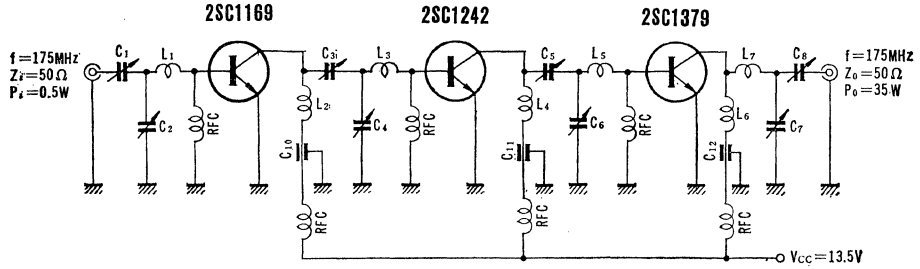 2SC1169
2SC1242
2SC1379
f=175MHz
Zi=50Ω
Pi=0.5W
C1
L1
C2
RFC
C3
L3
L2
C4
RFC
C10
RFC
C5
L5
L4
C6
RFC
C11
RFC
L7
C8
L6
C7
C12
RFC
f=175MHz
Zo=50Ω
Po=35W
Vcc=13.5V